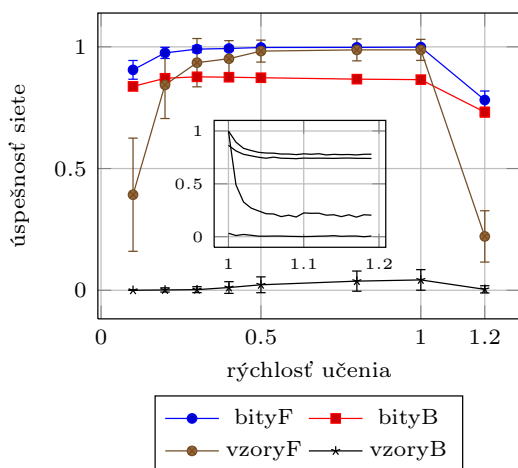 úspešnosť siete
1
0.5
0
1
0.5
0
1
1.1
1.2
0
0.5
1
1.2
rýchlosť učenia
bityF
bityB
vzoryF
vzoryB